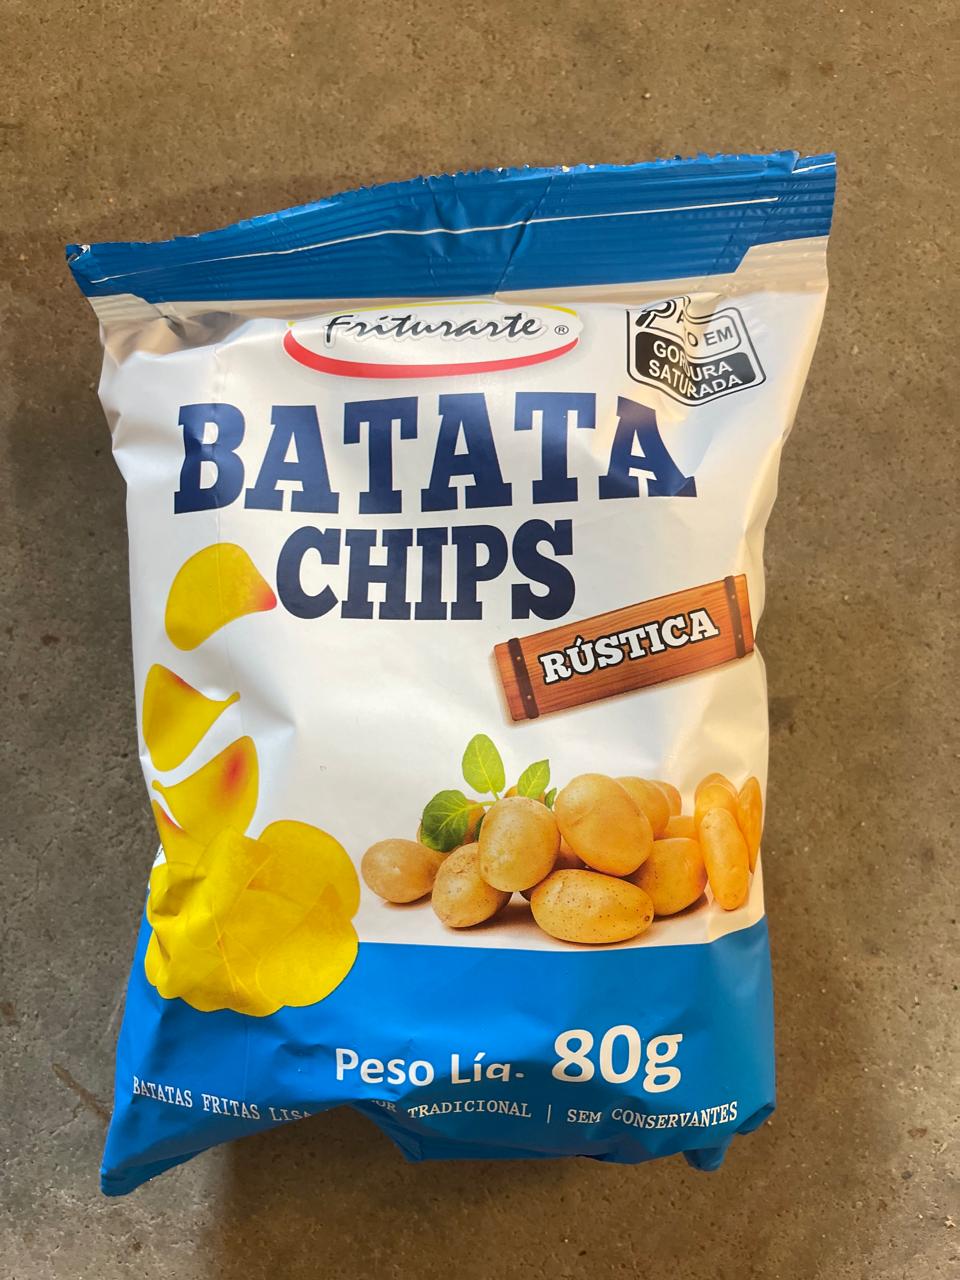 Friturarte ®
O EM
GORDURA
SATURADA
BATATA
CHIPS
RÚSTICA
Peso Líq. 80g
BATATAS FRITAS TRADICIONAL | SEM CONSERVANTES